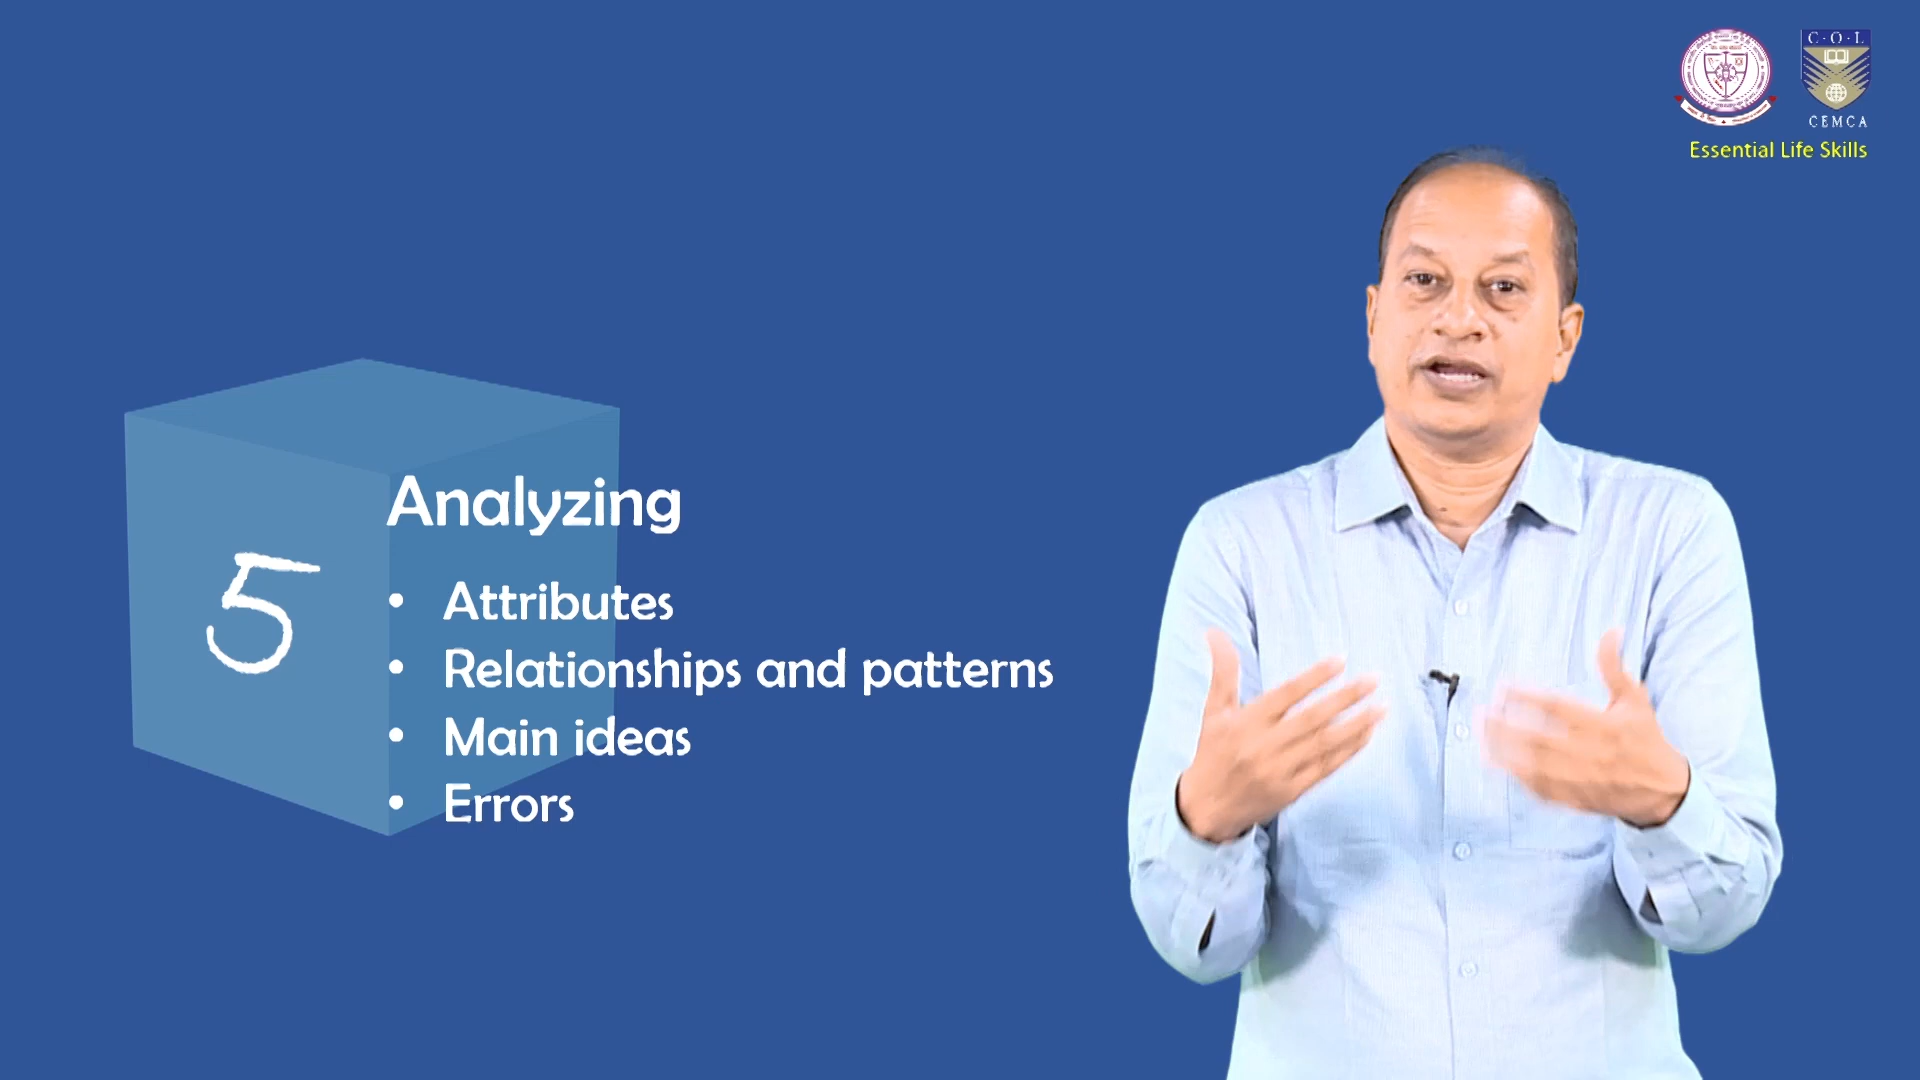 C·O·L
CEMCA
Essential Life Skills
5
Analyzing
• Attributes
• Relationships and patterns
• Main ideas
• Errors